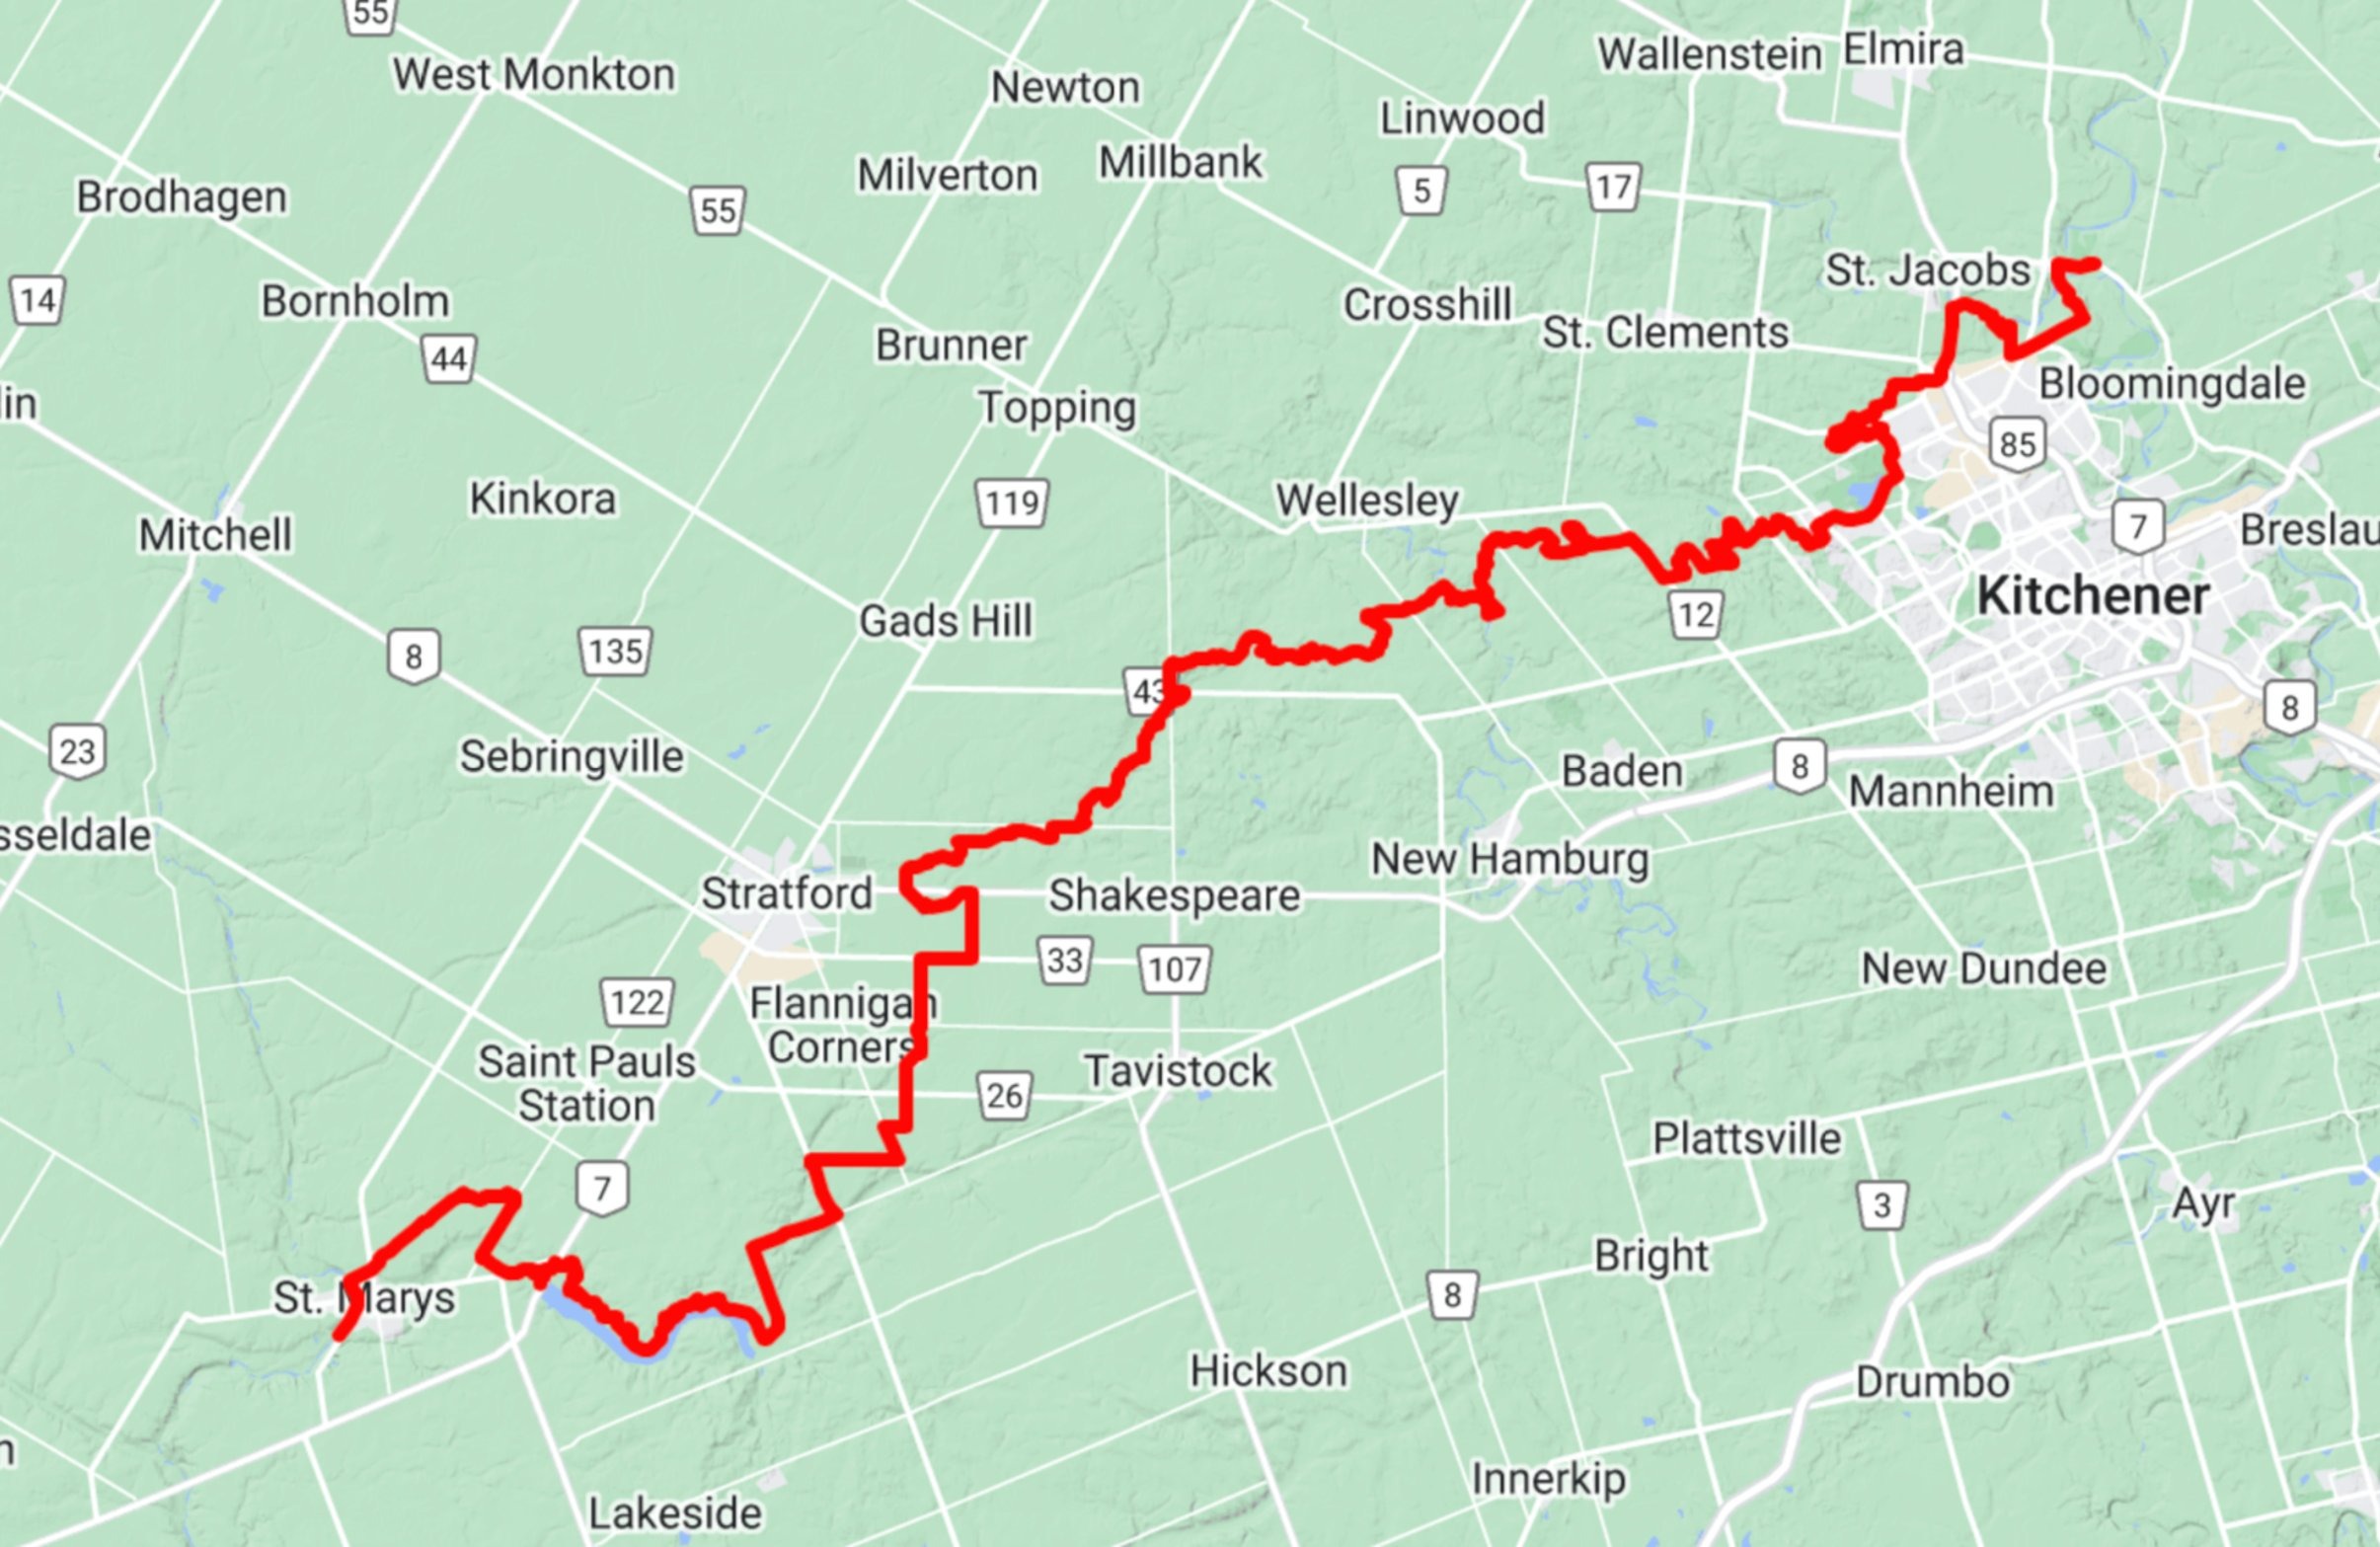 55
West Monkton
Newton
Wallenstein
Elmira
Linwood
Millbank
Milverton
5
17
Brodhagen
55
St. Jacobs
14
Bornholm
Crosshill
St. Clements
44
Brunner
Bloomingdale
lin
Topping
85
Kinkora
119
Wellesley
Mitchell
7
Breslau
Kitchener
12
Gads Hill
8
135
43
8
23
Sebringville
Baden
8
Mannheim
sseldale
New Hamburg
Stratford
Shakespeare
33
107
New Dundee
122
Flannigan
Corners
Saint Pauls
Station
Tavistock
26
Plattsville
7
3
Ayr
Bright
St. Marys
8
Hickson
Drumbo
n
Innerkip
Lakeside